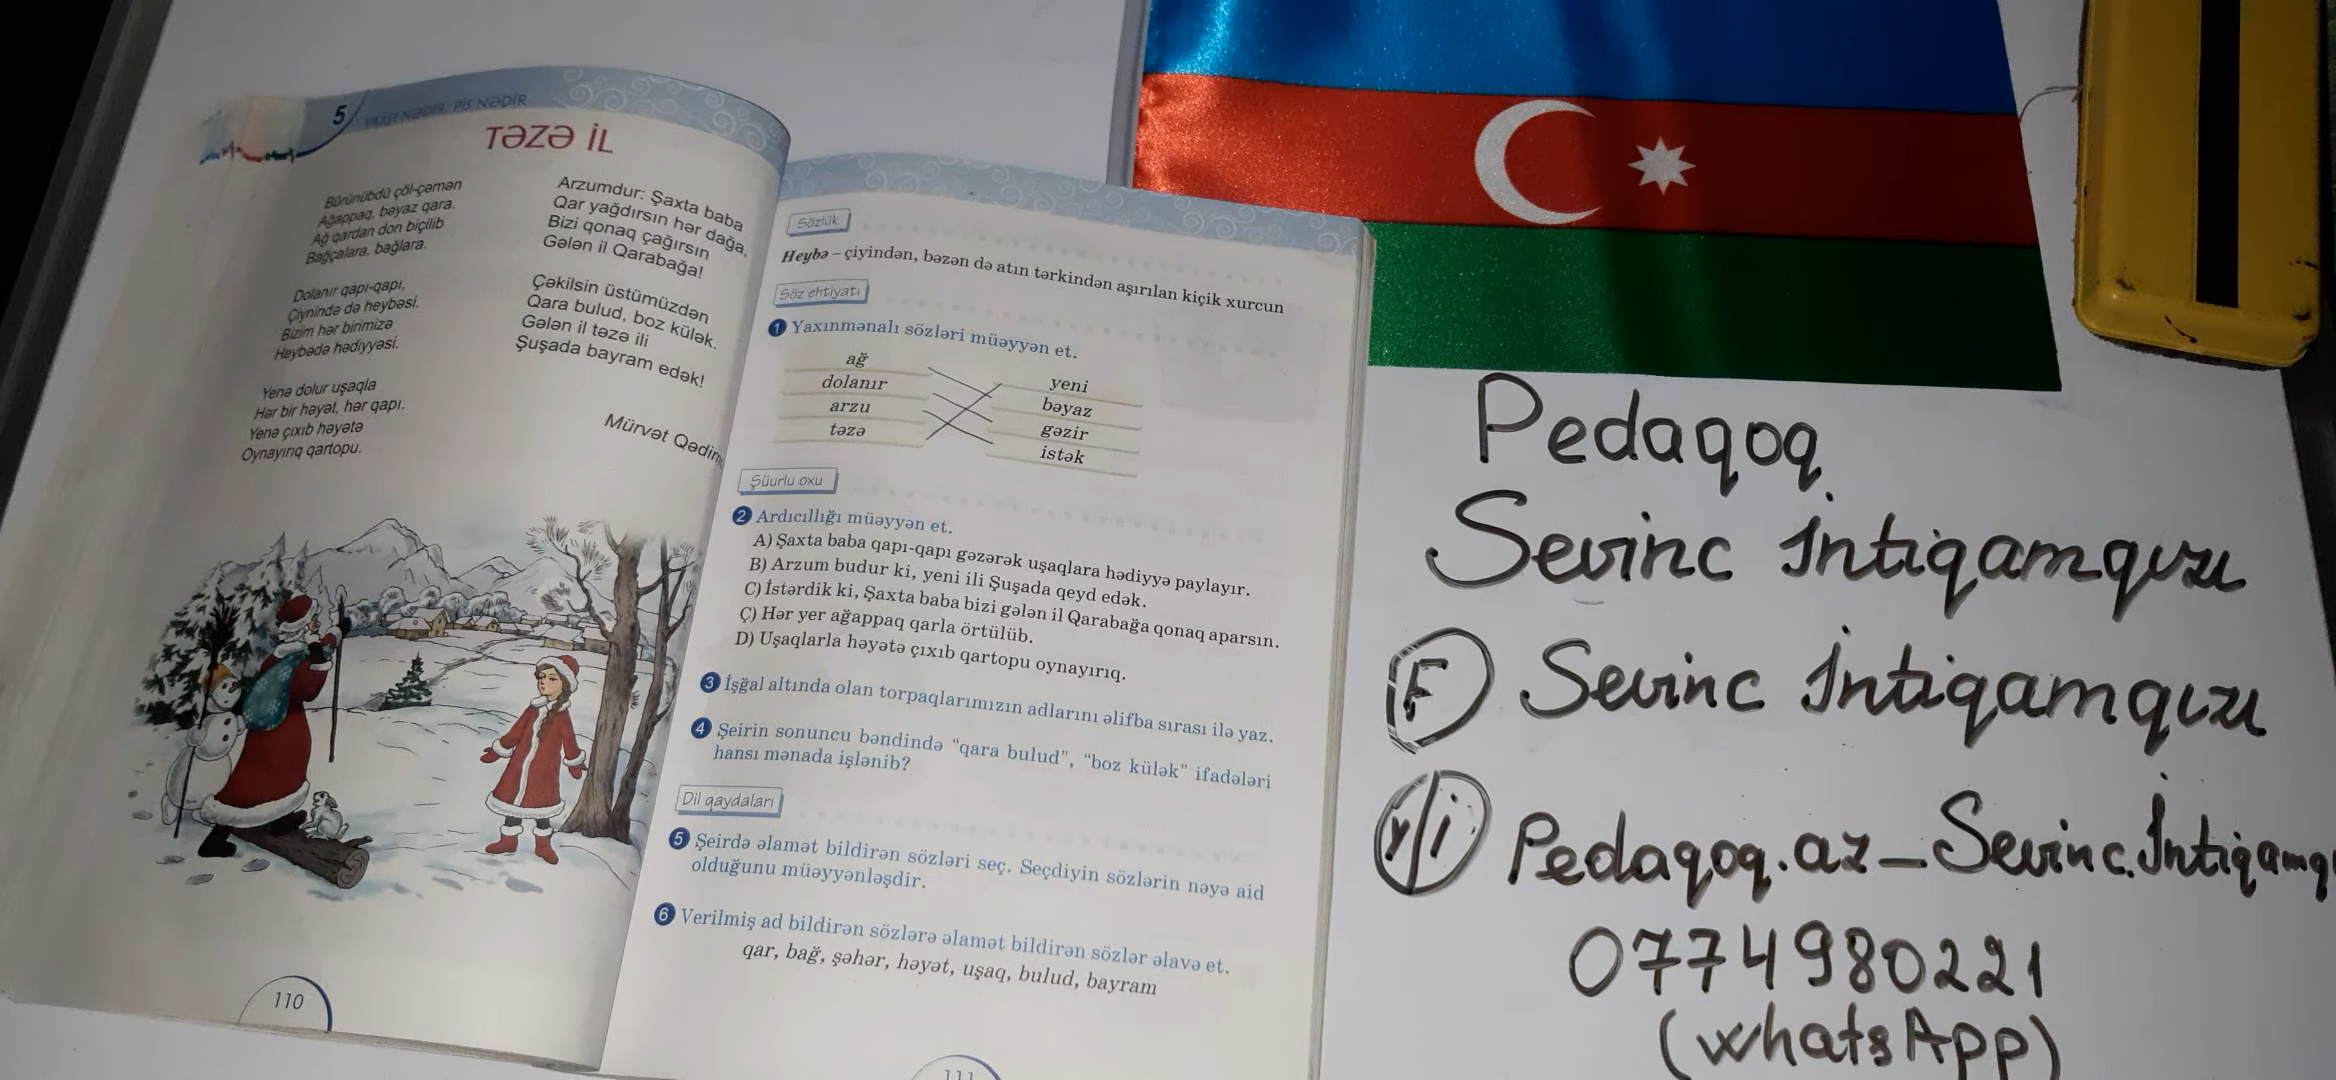 5
YAXŞI NƏDİR, PİS NƏDİR
TƏZƏ İL
Bürünübdü çöl-çəmən
Ağappaq, bəyaz qara.
Ağ qardan don biçilib
Bağçalara, bağlara.
Dolanır qapı-qapı,
Çiynində də heybəsi.
Bizim hər birimizə
Heybədə hədiyyəsi.
Yenə dolur uşaqla
Hər bir həyət, hər qapı.
Yenə çıxıb həyətə
Oynayırıq qartopu.
Arzumdur: Şaxta baba
Qar yağdırsın hər dağa,
Bizi qonaq çağırsın
Gələn il Qarabağa!
Çəkilsin üstümüzdən
Qara bulud, boz külək.
Gələn il təzə ili
Şuşada bayram edək!
Mürvət
110
Sözlük
Heybə – çiyindən, bəzən də atın tərkindən aşırılan kiçik xurcun
Söz ehtiyatı
1 Yaxınmənalı sözləri müəyyən et.
ağ yeni
dolanır bəyaz
arzu gəzir
təzə istək
Şüurlu oxu
2 Ardıcıllığı müəyyən et.
A) Şaxta baba qapı-qapı gəzərək uşaqlara hədiyyə paylayır.
B) Arzum budur ki, yeni ili Şuşada qeyd edək.
C) İstərdik ki, Şaxta baba bizi gələn il Qarabağa qonaq aparsın.
Ç) Hər yer ağappaq qarla örtülüb.
D) Uşaqlarla həyətə çıxıb qartopu oynayırıq.
3 İşğal altında olan torpaqlarımızın adlarını əlifba sırası ilə yaz.
4 Şeirin sonuncu bəndində “qara bulud”, “boz külək” ifadələri
hansı mənada işlənib?
Dil qaydaları
5 Şeirdə əlamət bildirən sözləri seç. Seçdiyin sözlərin nəyə aid
olduğunu müəyyənləşdir.
6 Verilmiş ad bildirən sözlərə əlamət bildirən sözlər əlavə et.
qar, bağ, şəhər, həyət, uşaq, bulud, bayram
111
Pedaqoq
Sevinc İntiqamqızı
F Sevinc İntiqamqızı
Y/i Pedaqoq.az_Sevinc.İntiqamq
0774980221
(whatsApp)